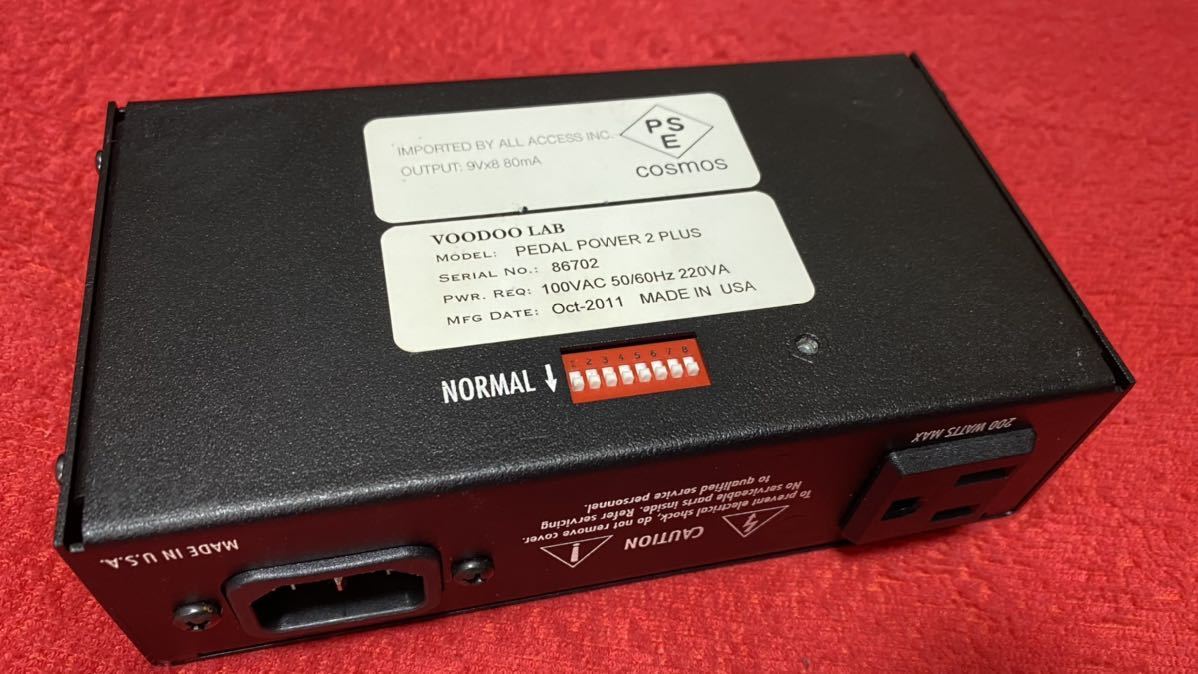 IMPORTED BY ALL ACCESS INC.
OUTPUT: 9Vx8 80mA
PS
E
cosmos
VOODOO LAB
MODEL: PEDAL POWER 2 PLUS
SERIAL NO.: 86702
PWR. REQ: 100VAC 50/60Hz 220VA
MFG DATE: Oct-2011 MADE IN USA
1 2 3 4 5 6 7 8
NORMAL ↓
200 WATTS MAX
CAUTION
To prevent electrical shock, do not remove cover.
No serviceable parts inside. Refer servicing
to qualified service personnel.
MADE IN U.S.A.